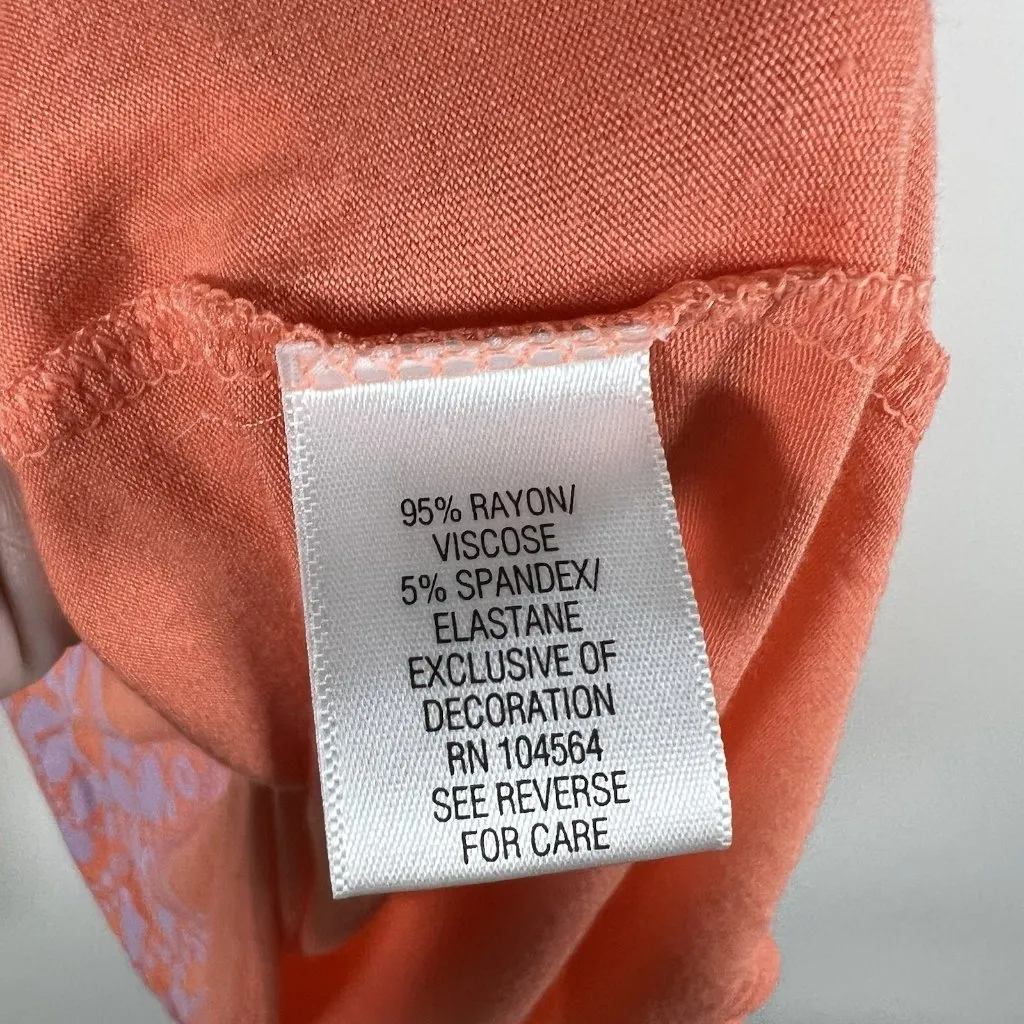 95% RAYON/
VISCOSE
5% SPANDEX/
ELASTANE
EXCLUSIVE OF
DECORATION
RN 104564
SEE REVERSE
FOR CARE